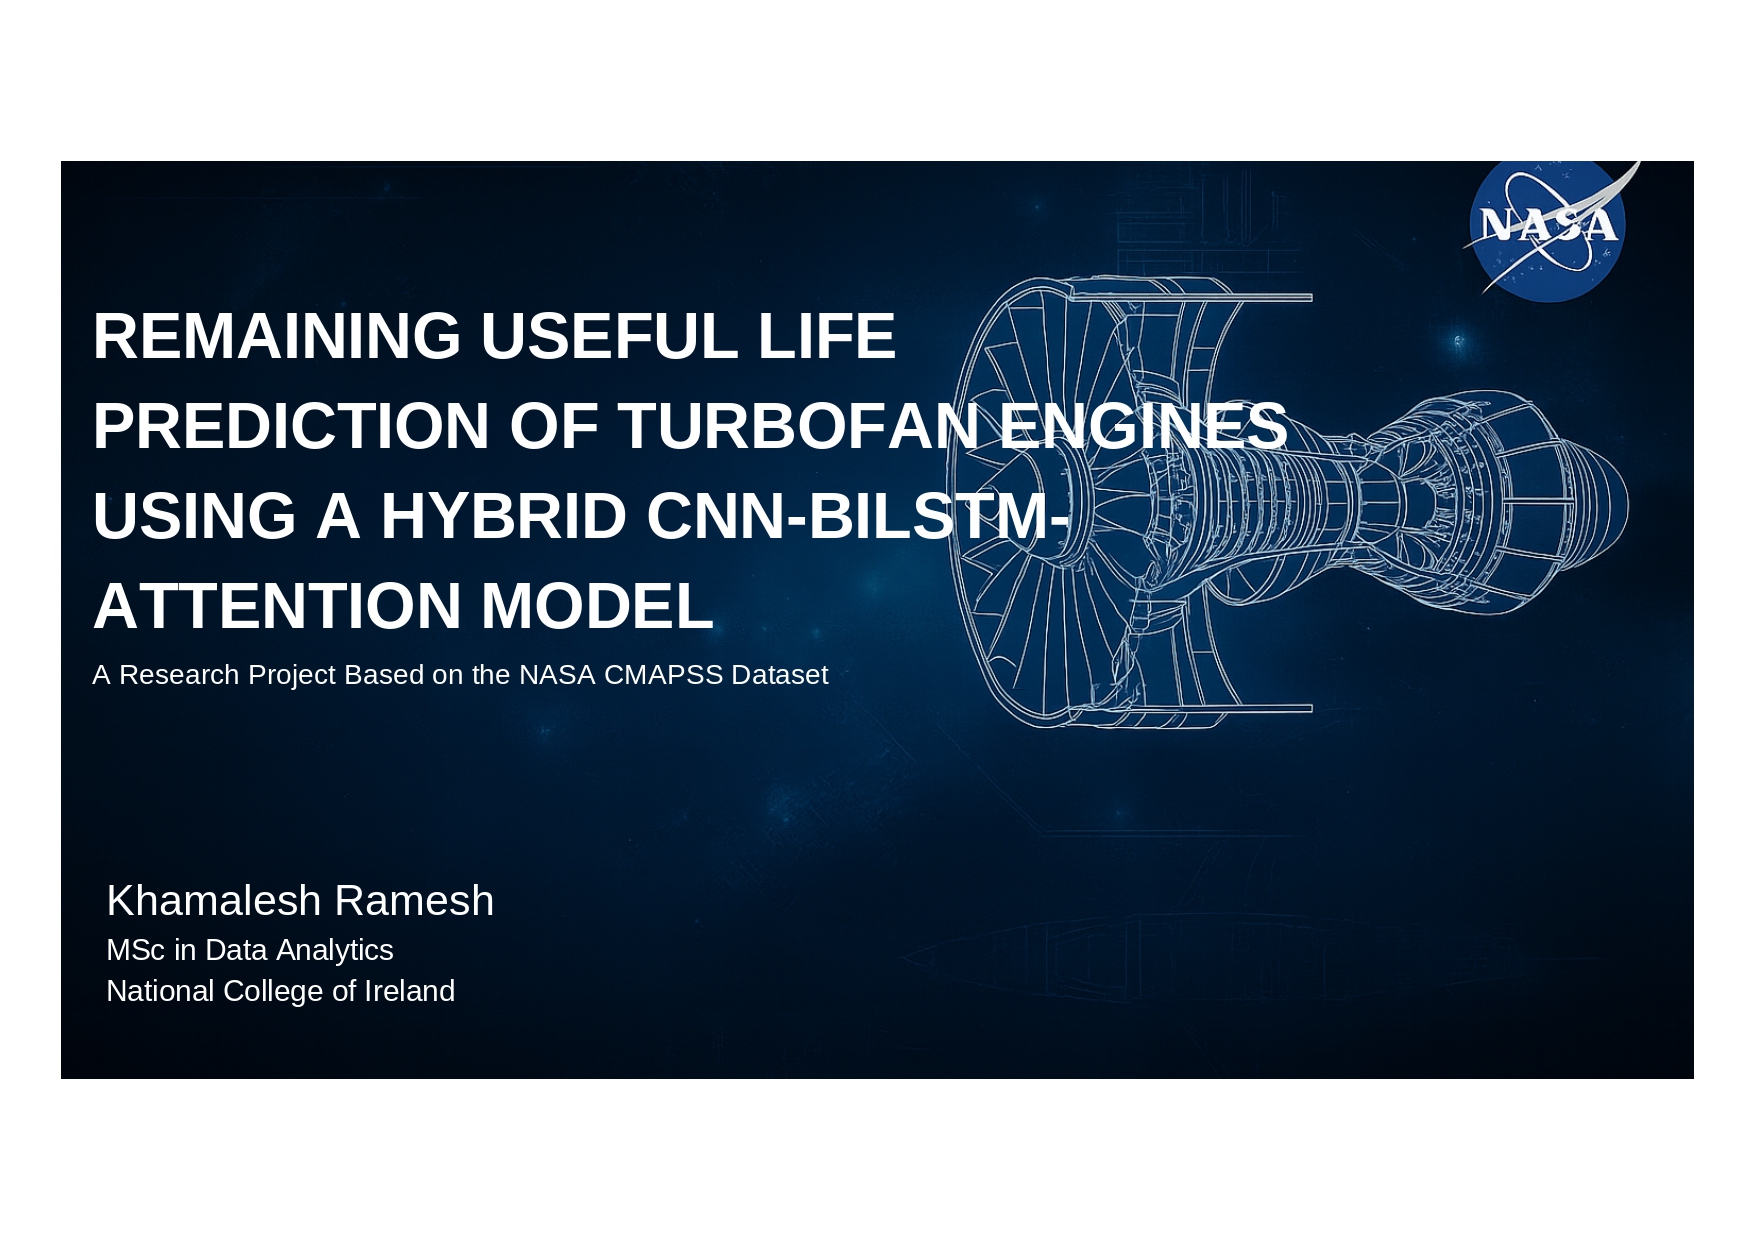 NASA
REMAINING USEFUL LIFE
PREDICTION OF TURBOFAN ENGINES
USING A HYBRID CNN-BILSTM-
ATTENTION MODEL
A Research Project Based on the NASA CMAPSS Dataset
Khamalesh Ramesh
MSc in Data Analytics
National College of Ireland